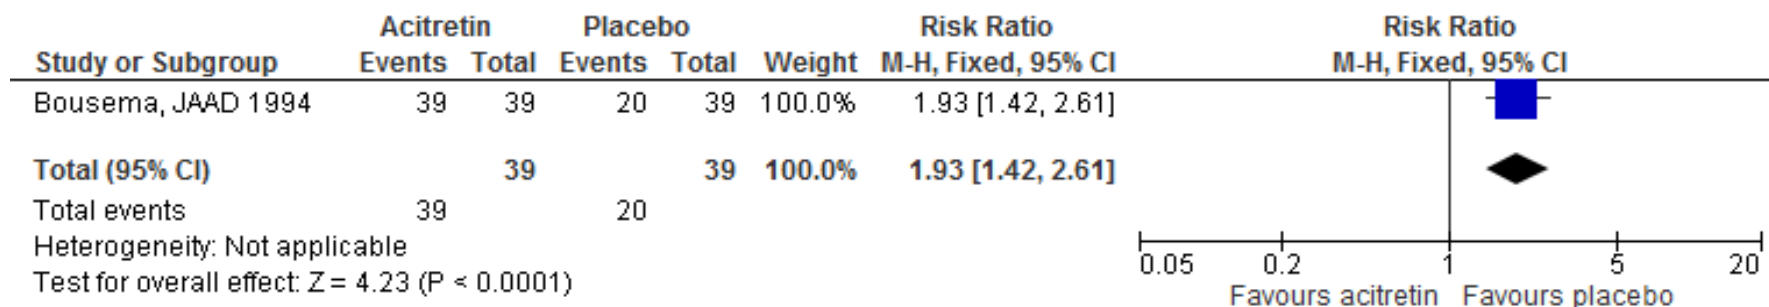 Acitretin Placebo Risk Ratio Risk Ratio
Study or Subgroup Events Total Events Total Weight M-H, Fixed, 95% CI M-H, Fixed, 95% CI
Bousema, JAAD 1994 39 39 20 39 100.0% 1.93 [1.42, 2.61]
Total (95% CI) 39 39 100.0% 1.93 [1.42, 2.61]
Total events 39 20
Heterogeneity: Not applicable
Test for overall effect: Z = 4.23 (P < 0.0001)
0.05 0.2 1 5 20
Favours acitretin Favours placebo